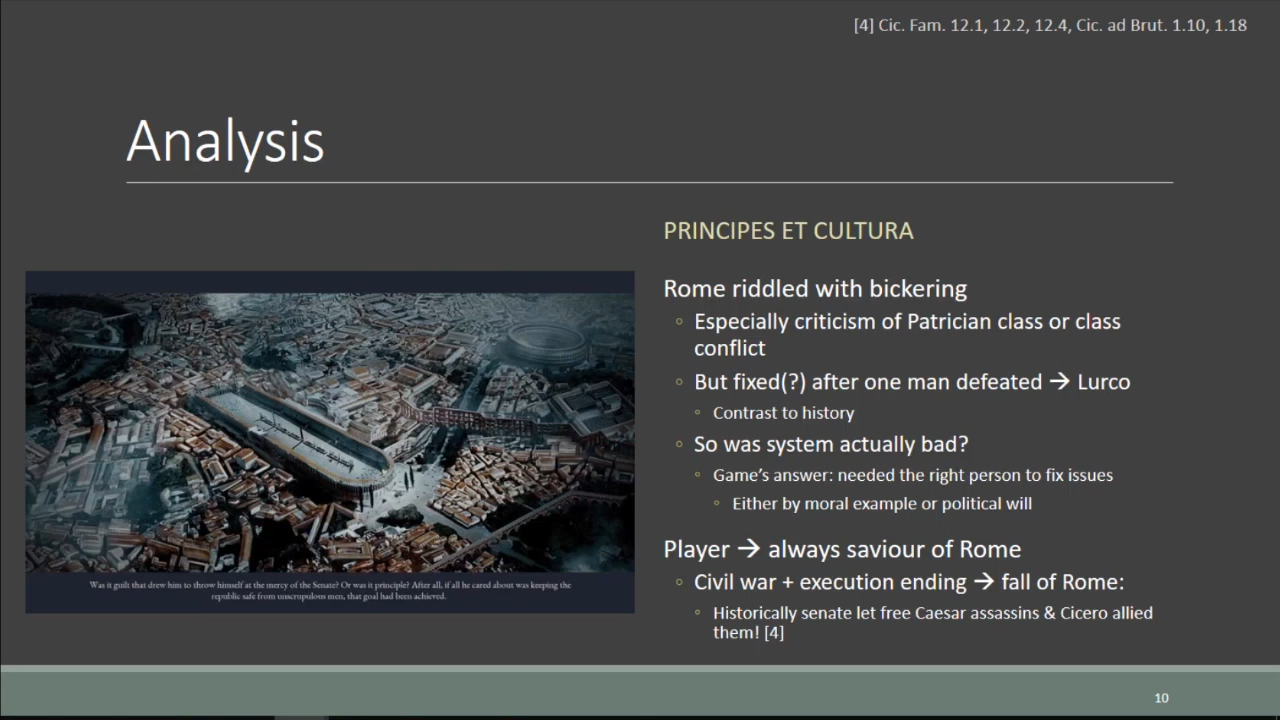 [4] Cic. Fam. 12.1, 12.2, 12.4, Cic. ad Brut. 1.10, 1.18
Analysis
PRINCIPES ET CULTURA
Rome riddled with bickering
◦ Especially criticism of Patrician class or class
conflict
◦ But fixed(?) after one man defeated → Lurco
◦ Contrast to history
◦ So was system actually bad?
◦ Game's answer: needed the right person to fix issues
◦ Either by moral example or political will
Player → always saviour of Rome
◦ Civil war + execution ending → fall of Rome:
◦ Historically senate let free Caesar assassins & Cicero allied
them! [4]
Was it guilt that drew him to throw himself at the mercy of the Senate? Or was it principle? After all, if all he cared about was keeping the
republic safe from unscrupulous men, that goal had been achieved.
10